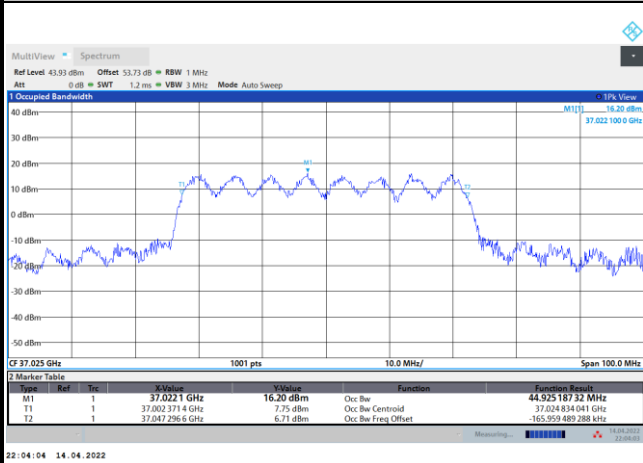 MultiView Spectrum
Ref Level 43.93 dBm Offset 53.73 dB RBW 1 MHz
Att 0 dB SWT 1.2 ms VBW 3 MHz Mode Auto Sweep
1 Occupied Bandwidth 1Pk View
M1[1] 16.20 dBm
37.022 100 0 GHz
40 dBm
30 dBm
20 dBm
M1
T1 T2
10 dBm
0 dBm
-10 dBm
-20 dBm
-30 dBm
-40 dBm
-50 dBm
CF 37.025 GHz 1001 pts 10.0 MHz/ Span 100.0 MHz
2 Marker Table
Type Ref Trc X-Value Y-Value Function Function Result
M1 1 37.0221 GHz 16.20 dBm Occ Bw 44.925 187 32 MHz
T1 1 37.002 371 4 GHz 7.75 dBm Occ Bw Centroid 37.024 834 041 GHz
T2 1 37.047 296 6 GHz 6.71 dBm Occ Bw Freq Offset -165.959 489 288 kHz
Measuring... 14.04.2022
22:04:03
22:04:04 14.04.2022